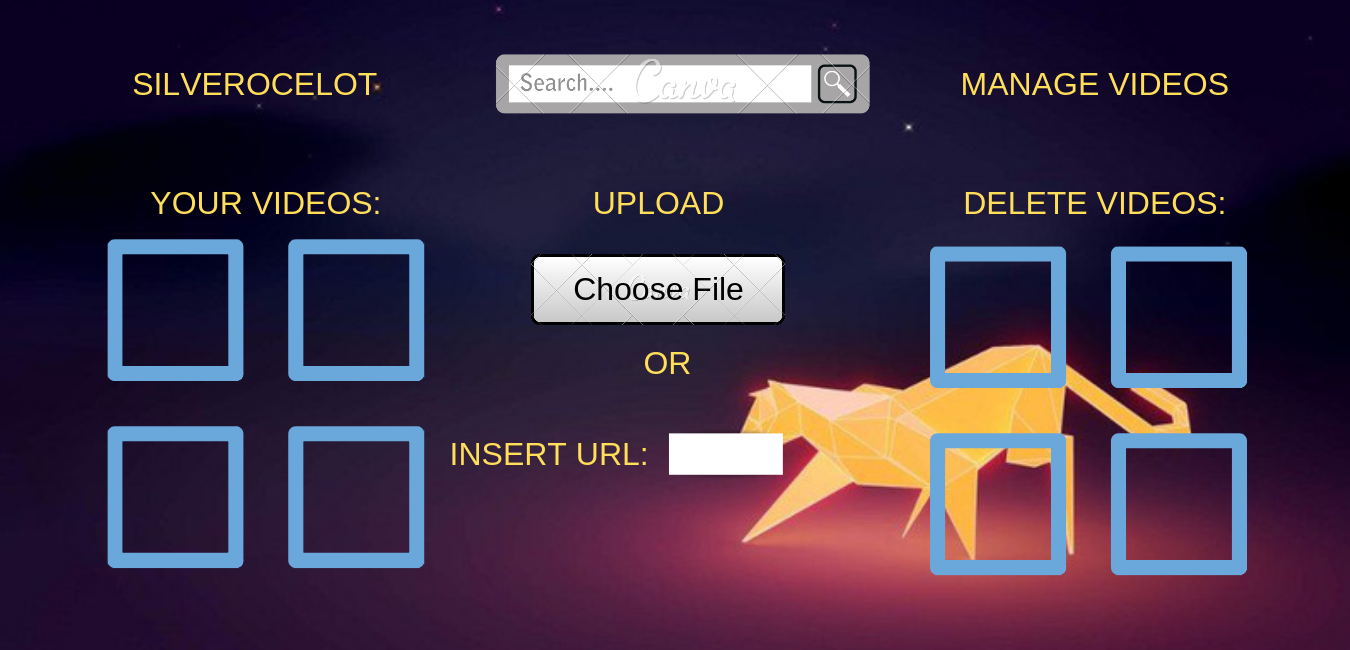 SILVEROCELOT
Search....
Canva
MANAGE VIDEOS
YOUR VIDEOS:
UPLOAD
DELETE VIDEOS:
Choose File
OR
INSERT URL: